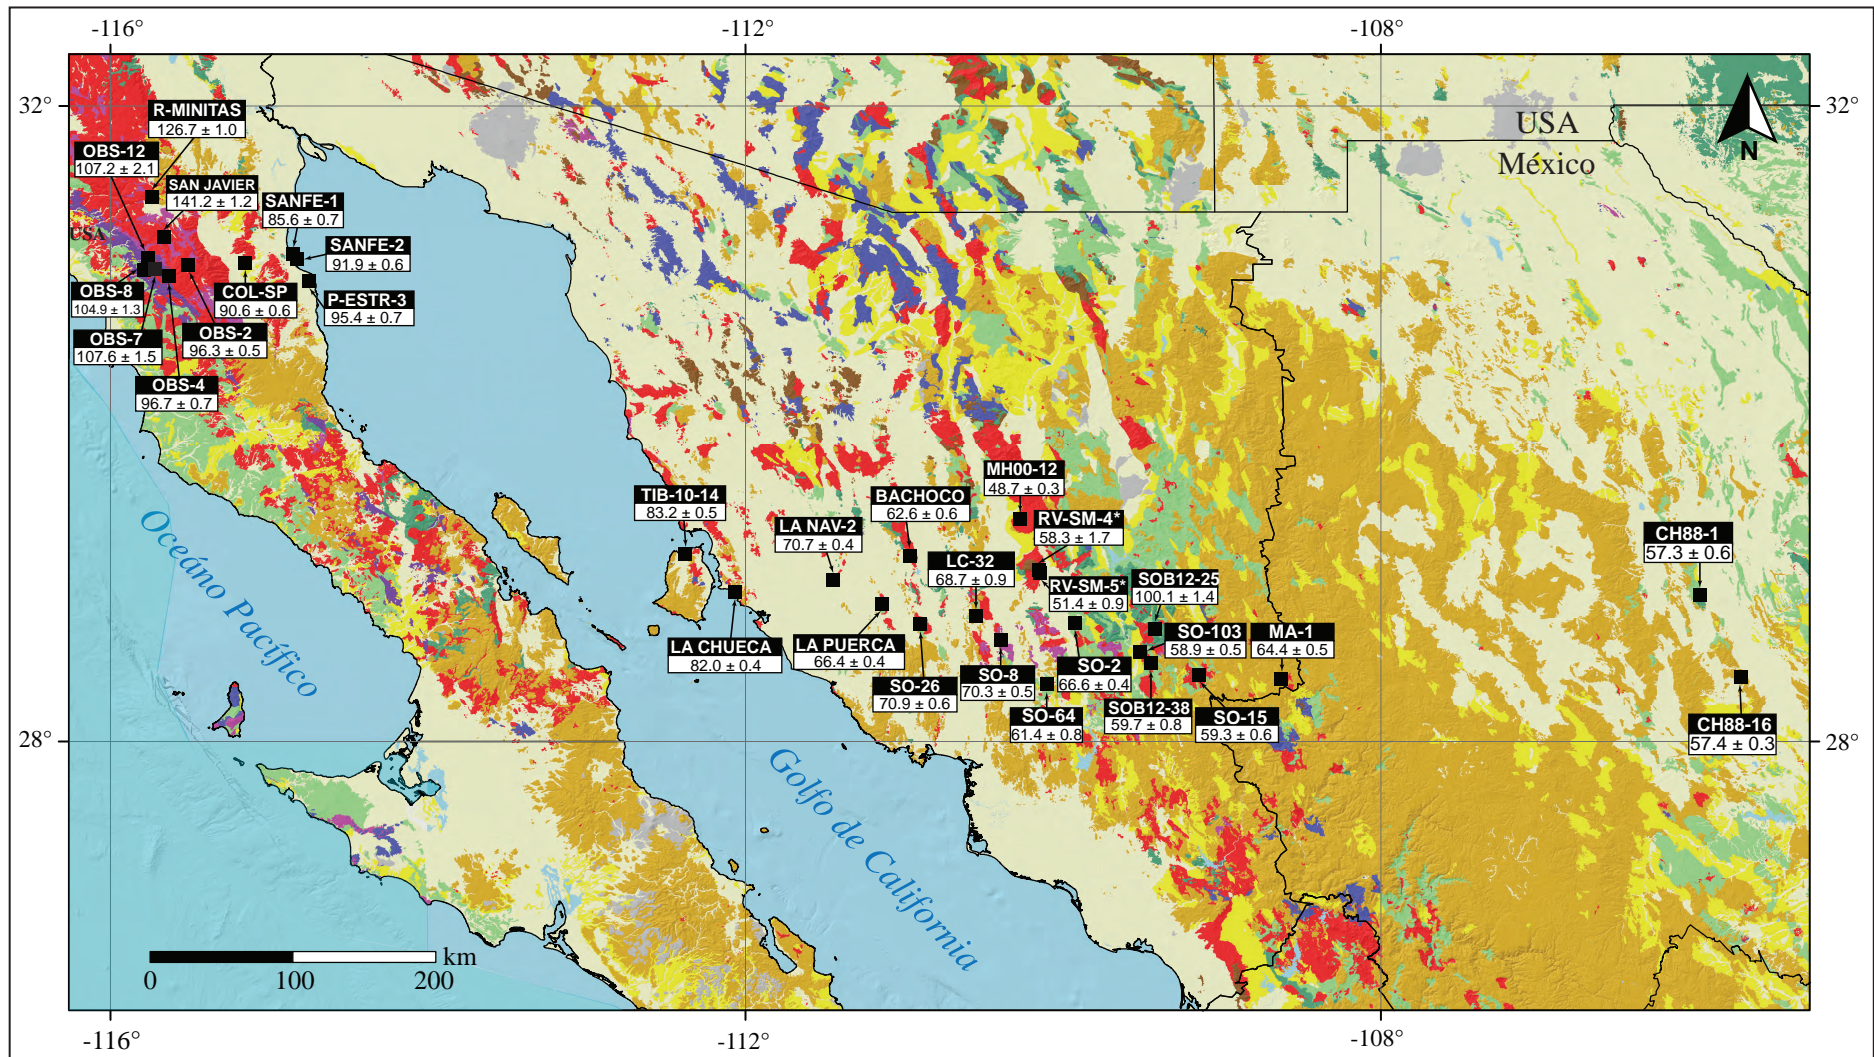 -116°
-112°
-108°
32°
32°
R-MINITAS
126.7 ± 1.0
OBS-12
107.2 ± 2.1
SAN JAVIER
141.2 ± 1.2
SANFE-1
85.6 ± 0.7
SANFE-2
91.9 ± 0.6
P-ESTR-3
95.4 ± 0.7
USA
OBS-8
104.9 ± 1.3
COL-SP
90.6 ± 0.6
OBS-7
107.6 ± 1.5
OBS-2
96.3 ± 0.5
OBS-4
96.7 ± 0.7
USA
México
N
TIB-10-14
83.2 ± 0.5
LA NAV-2
70.7 ± 0.4
BACHOCO
62.6 ± 0.6
MH00-12
48.7 ± 0.3
RV-SM-4*
58.3 ± 1.7
LC-32
68.7 ± 0.9
RV-SM-5*
51.4 ± 0.9
SOB12-25
100.1 ± 1.4
CH88-1
57.3 ± 0.6
LA CHUECA
82.0 ± 0.4
LA PUERCA
66.4 ± 0.4
SO-26
70.9 ± 0.6
SO-8
70.3 ± 0.5
SO-2
66.6 ± 0.4
SO-103
58.9 ± 0.5
MA-1
64.4 ± 0.5
SO-64
61.4 ± 0.8
SOB12-38
59.7 ± 0.8
SO-15
59.3 ± 0.6
CH88-16
57.4 ± 0.3
Oceáno Pacífico
Golfo de California
28°
28°
km
0
100
200
-116°
-112°
-108°